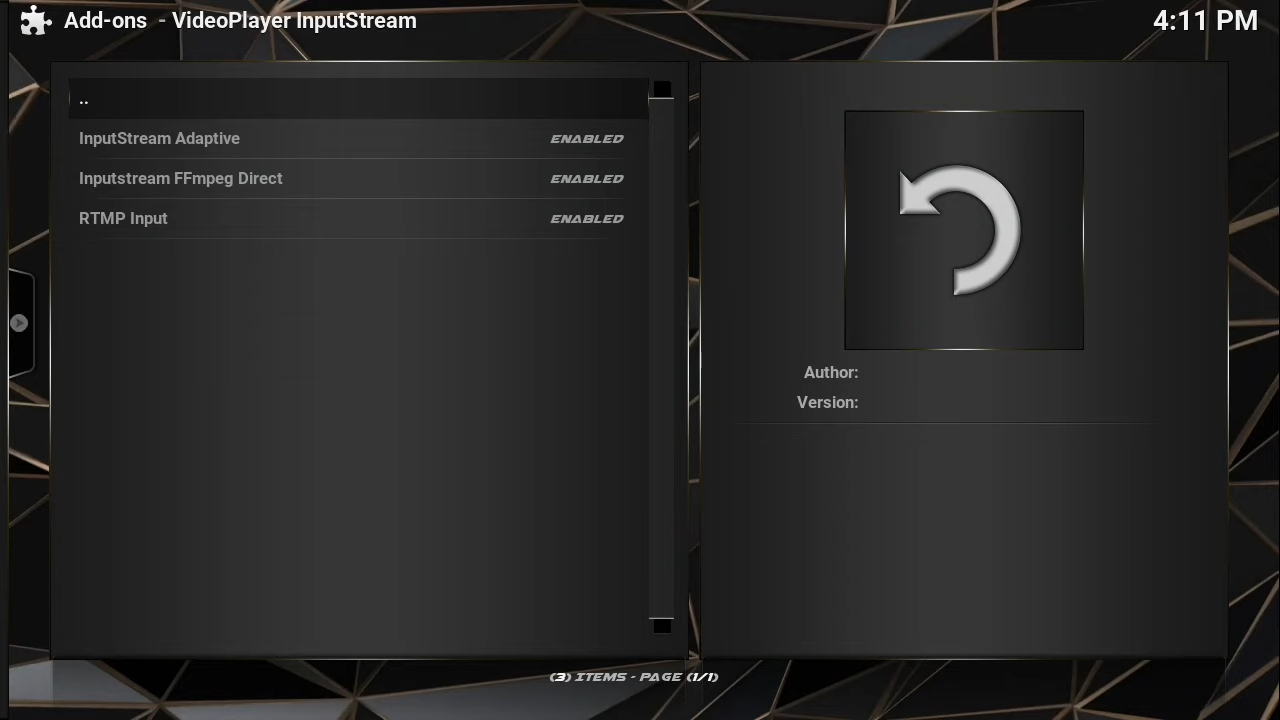 Add-ons - VideoPlayer InputStream
4:11 PM
..
InputStream Adaptive ENABLED
Inputstream FFmpeg Direct ENABLED
RTMP Input ENABLED
Author:
Version:
(3) ITEMS - PAGE (1/1)